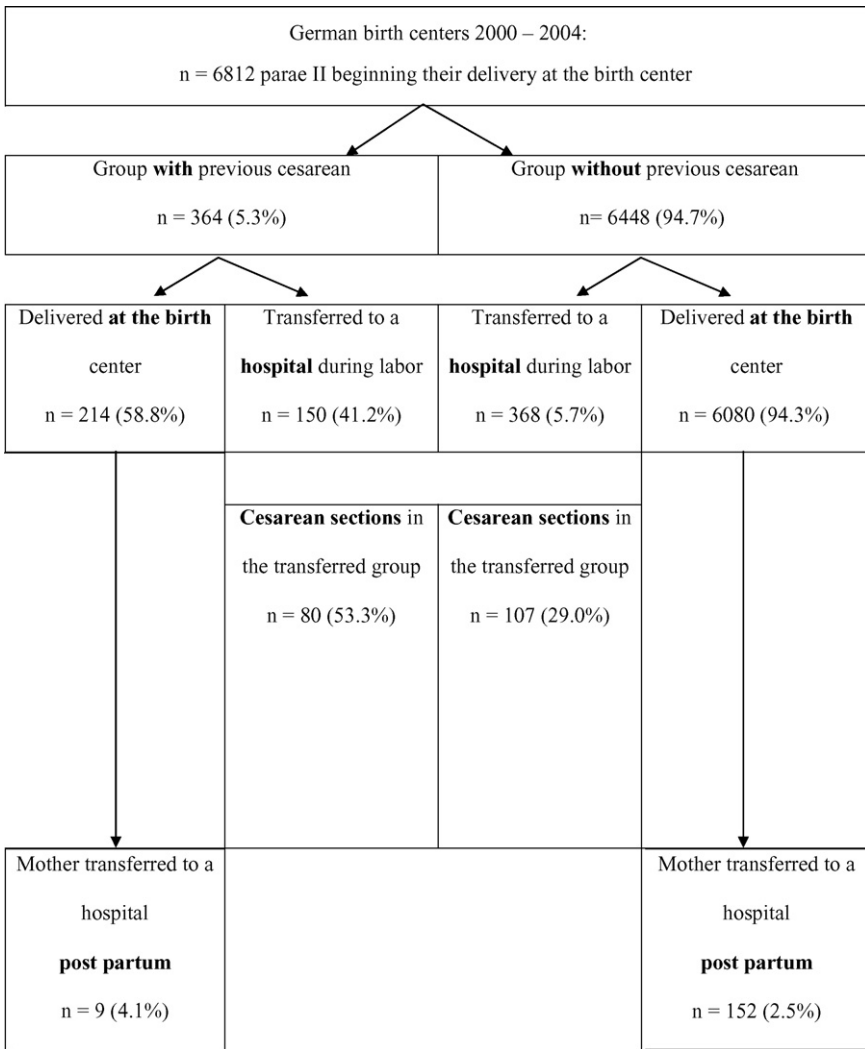 German birth centers 2000 – 2004:
n = 6812 parae II beginning their delivery at the birth center
Group with previous cesarean
n = 364 (5.3%)
Group without previous cesarean
n= 6448 (94.7%)
Delivered at the birth
center
n = 214 (58.8%)
Transferred to a
hospital during labor
n = 150 (41.2%)
Transferred to a
hospital during labor
n = 368 (5.7%)
Delivered at the birth
center
n = 6080 (94.3%)
Cesarean sections in
the transferred group
n = 80 (53.3%)
Cesarean sections in
the transferred group
n = 107 (29.0%)
Mother transferred to a
hospital
post partum
n = 9 (4.1%)
Mother transferred to a
hospital
post partum
n = 152 (2.5%)